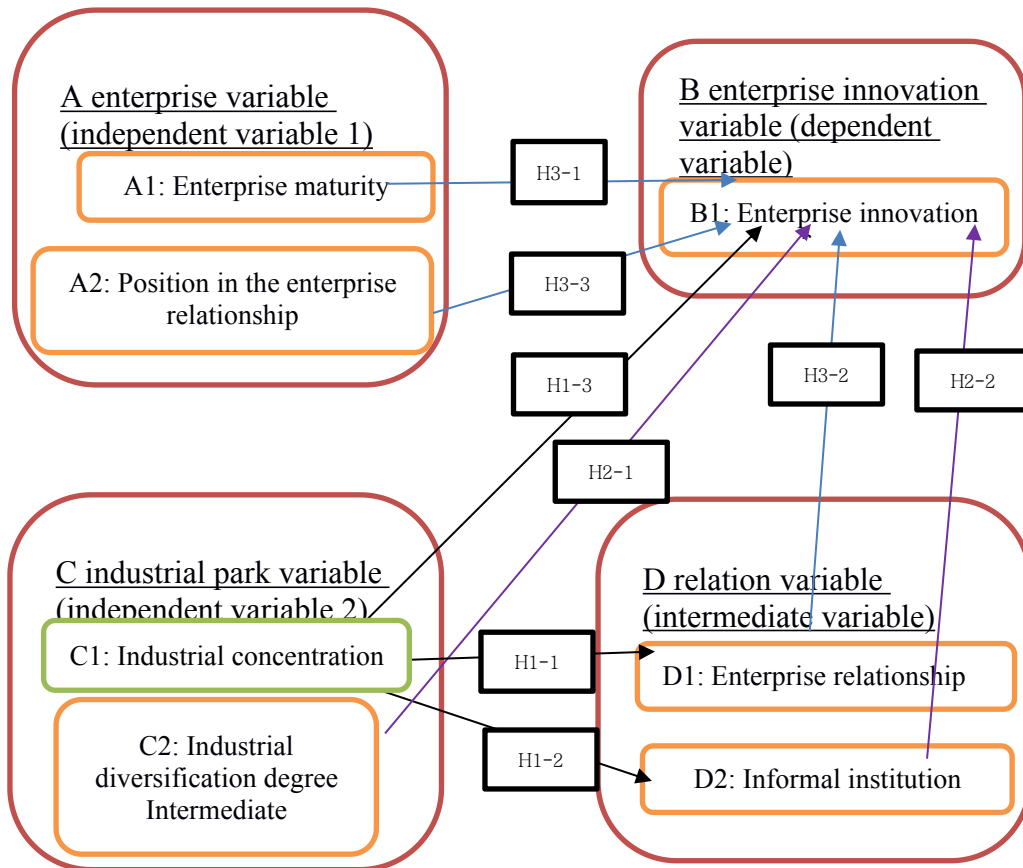 A enterprise variable
(independent variable 1)
A1: Enterprise maturity
A2: Position in the enterprise
relationship
H3-1
H3-3
B enterprise innovation
variable (dependent
variable)
B1: Enterprise innovation
H1-3
H3-2
H2-2
H2-1
C industrial park variable
(independent variable 2)
C1: Industrial concentration
C2: Industrial
diversification degree
Intermediate
H1-1
H1-2
D relation variable
(intermediate variable)
D1: Enterprise relationship
D2: Informal institution